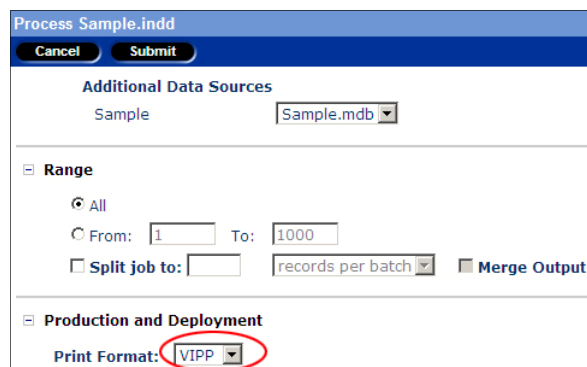 Process Sample.indd
Cancel Submit
Additional Data Sources
Sample Sample.mdb
Range
All
From: 1 To: 1000
Split job to: records per batch Merge Output
Production and Deployment
Print Format: VIPP